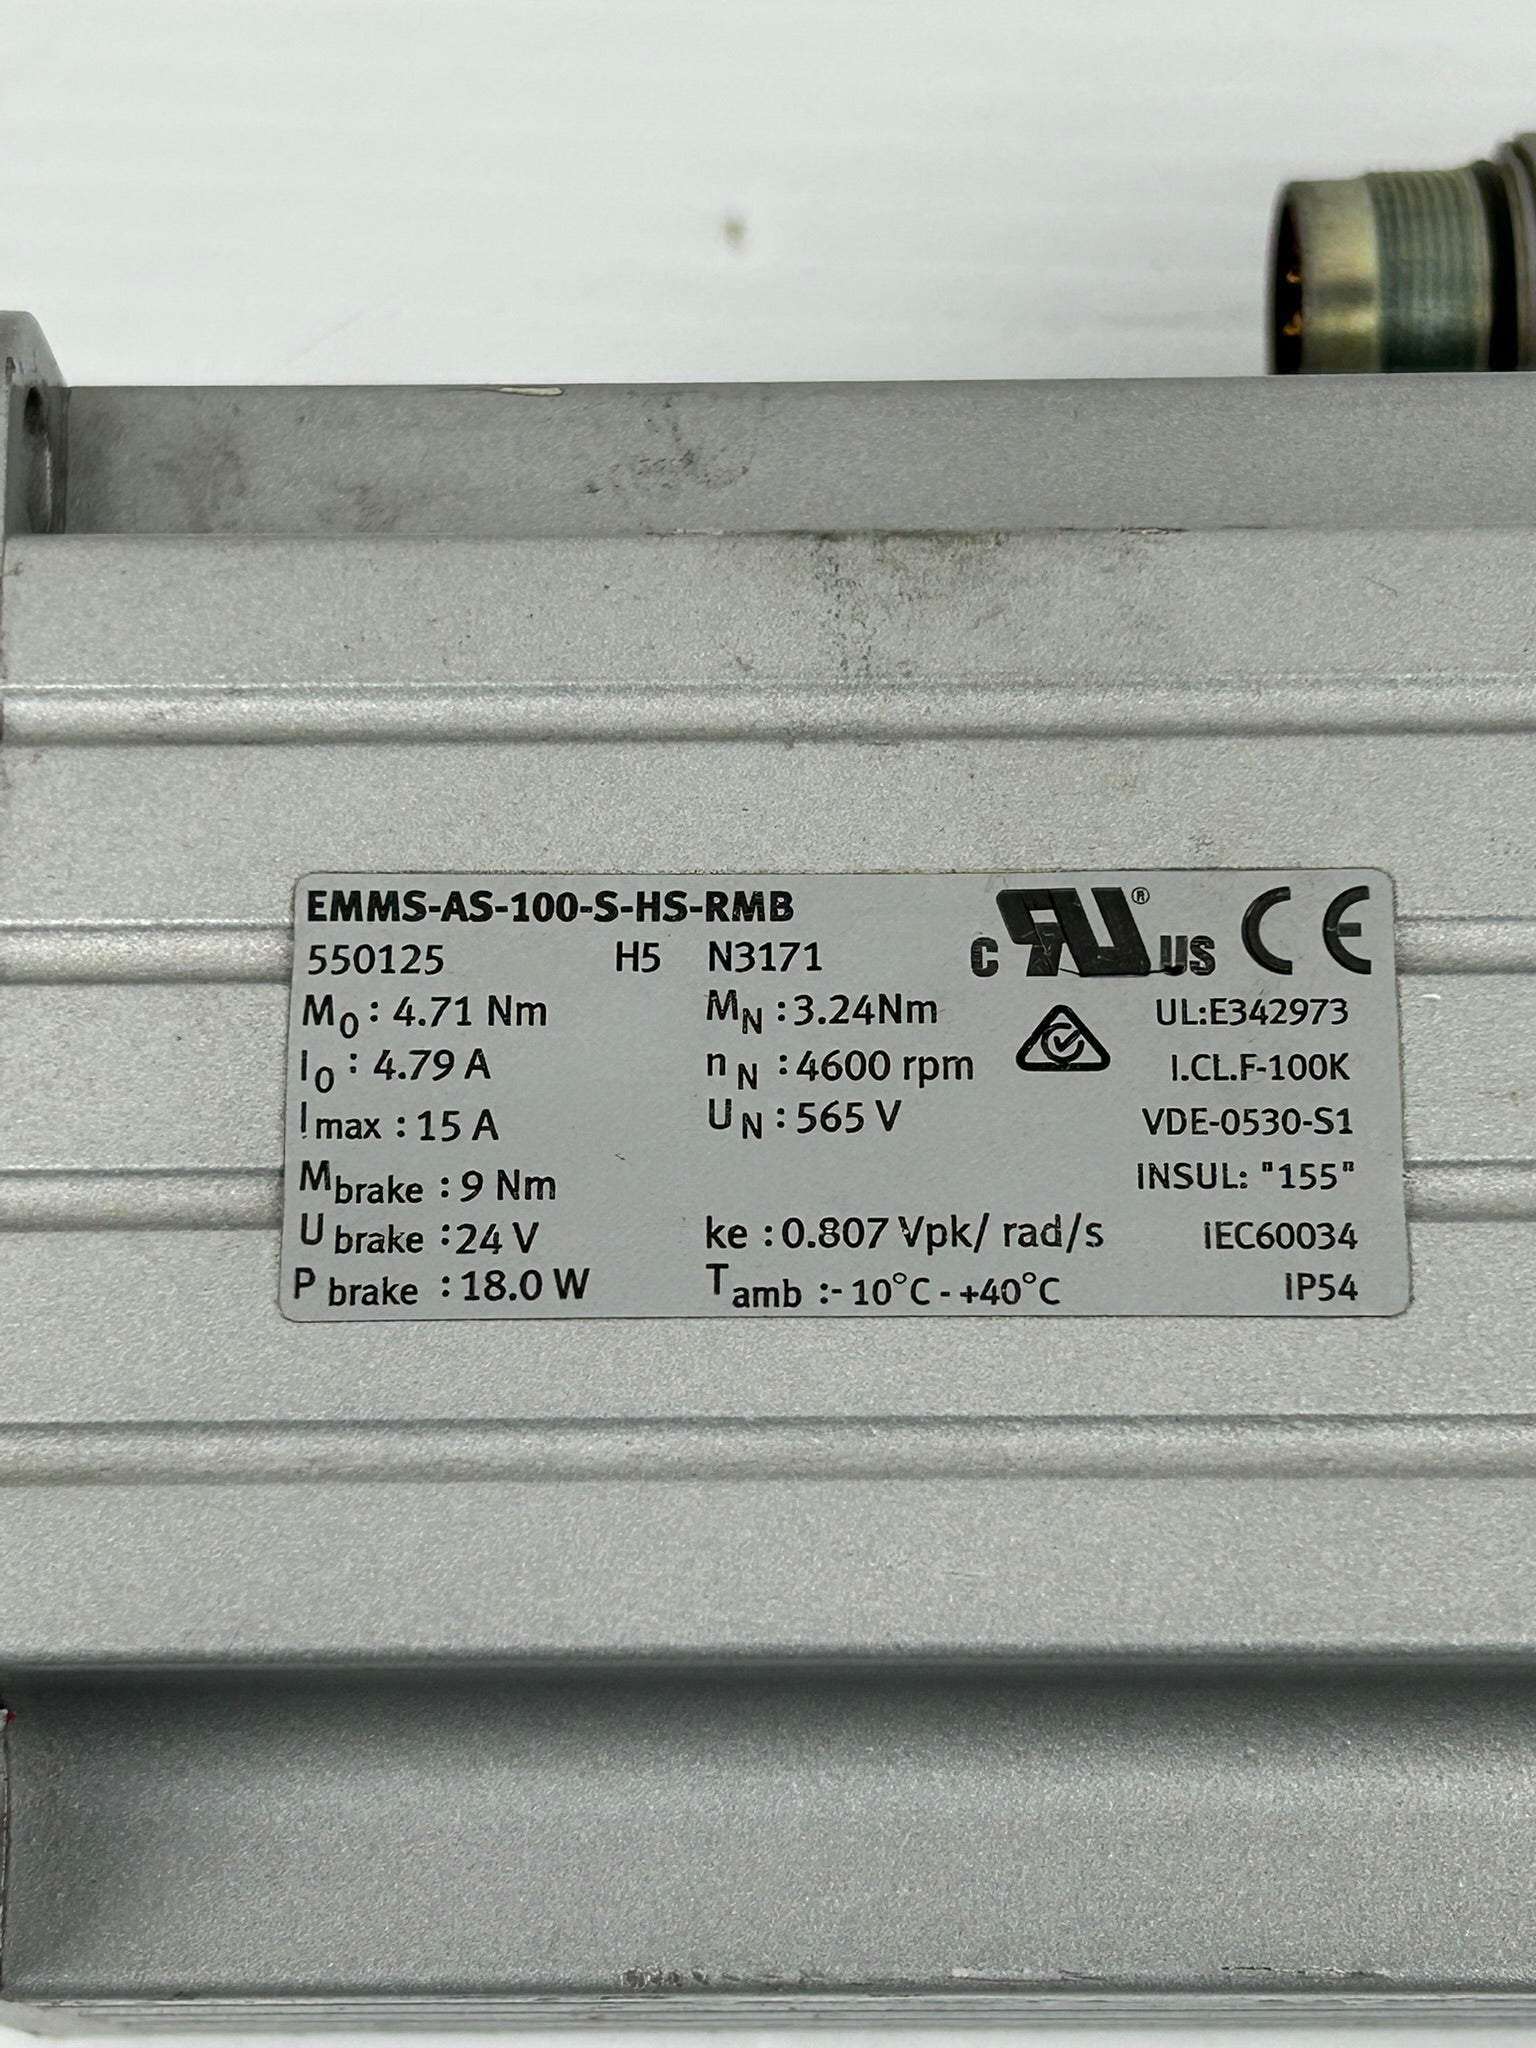 EMMS-AS-100-S-HS-RMB
550125 H5 N3171
M0 : 4.71 Nm MN : 3.24Nm
I0 : 4.79 A nN : 4600 rpm
Imax : 15 A UN : 565 V
Mbrake : 9 Nm
Ubrake : 24 V ke : 0.807 Vpk/ rad/s
Pbrake : 18.0 W Tamb :- 10°C - +40°C
c RU® US CE
UL:E342973
I.CL.F-100K
VDE-0530-S1
INSUL: "155"
IEC60034
IP54